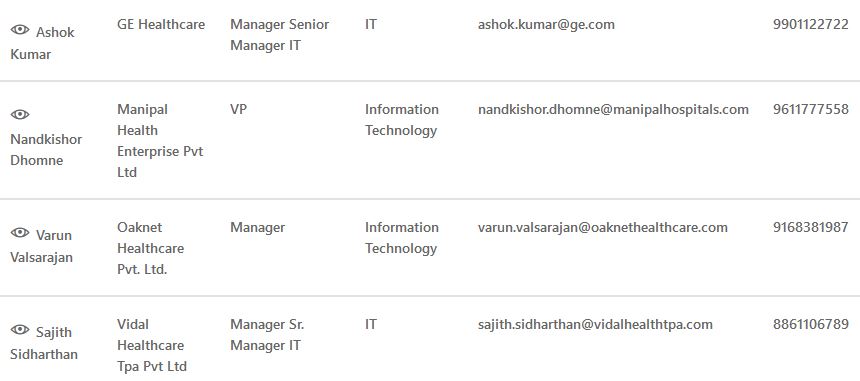 Ashok Kumar GE Healthcare Manager Senior Manager IT IT ashok.kumar@ge.com 9901122722
Nandkishor Dhomne Manipal Health Enterprise Pvt Ltd VP Information Technology nandkishor.dhomne@manipalhospitals.com 9611777558
Varun Valsarajan Oaknet Healthcare Pvt. Ltd. Manager Information Technology varun.valsarajan@oaknethealthcare.com 9168381987
Sajith Sidharthan Vidal Healthcare Tpa Pvt Ltd Manager Sr. Manager IT IT sajith.sidharthan@vidalhealthtpa.com 8861106789